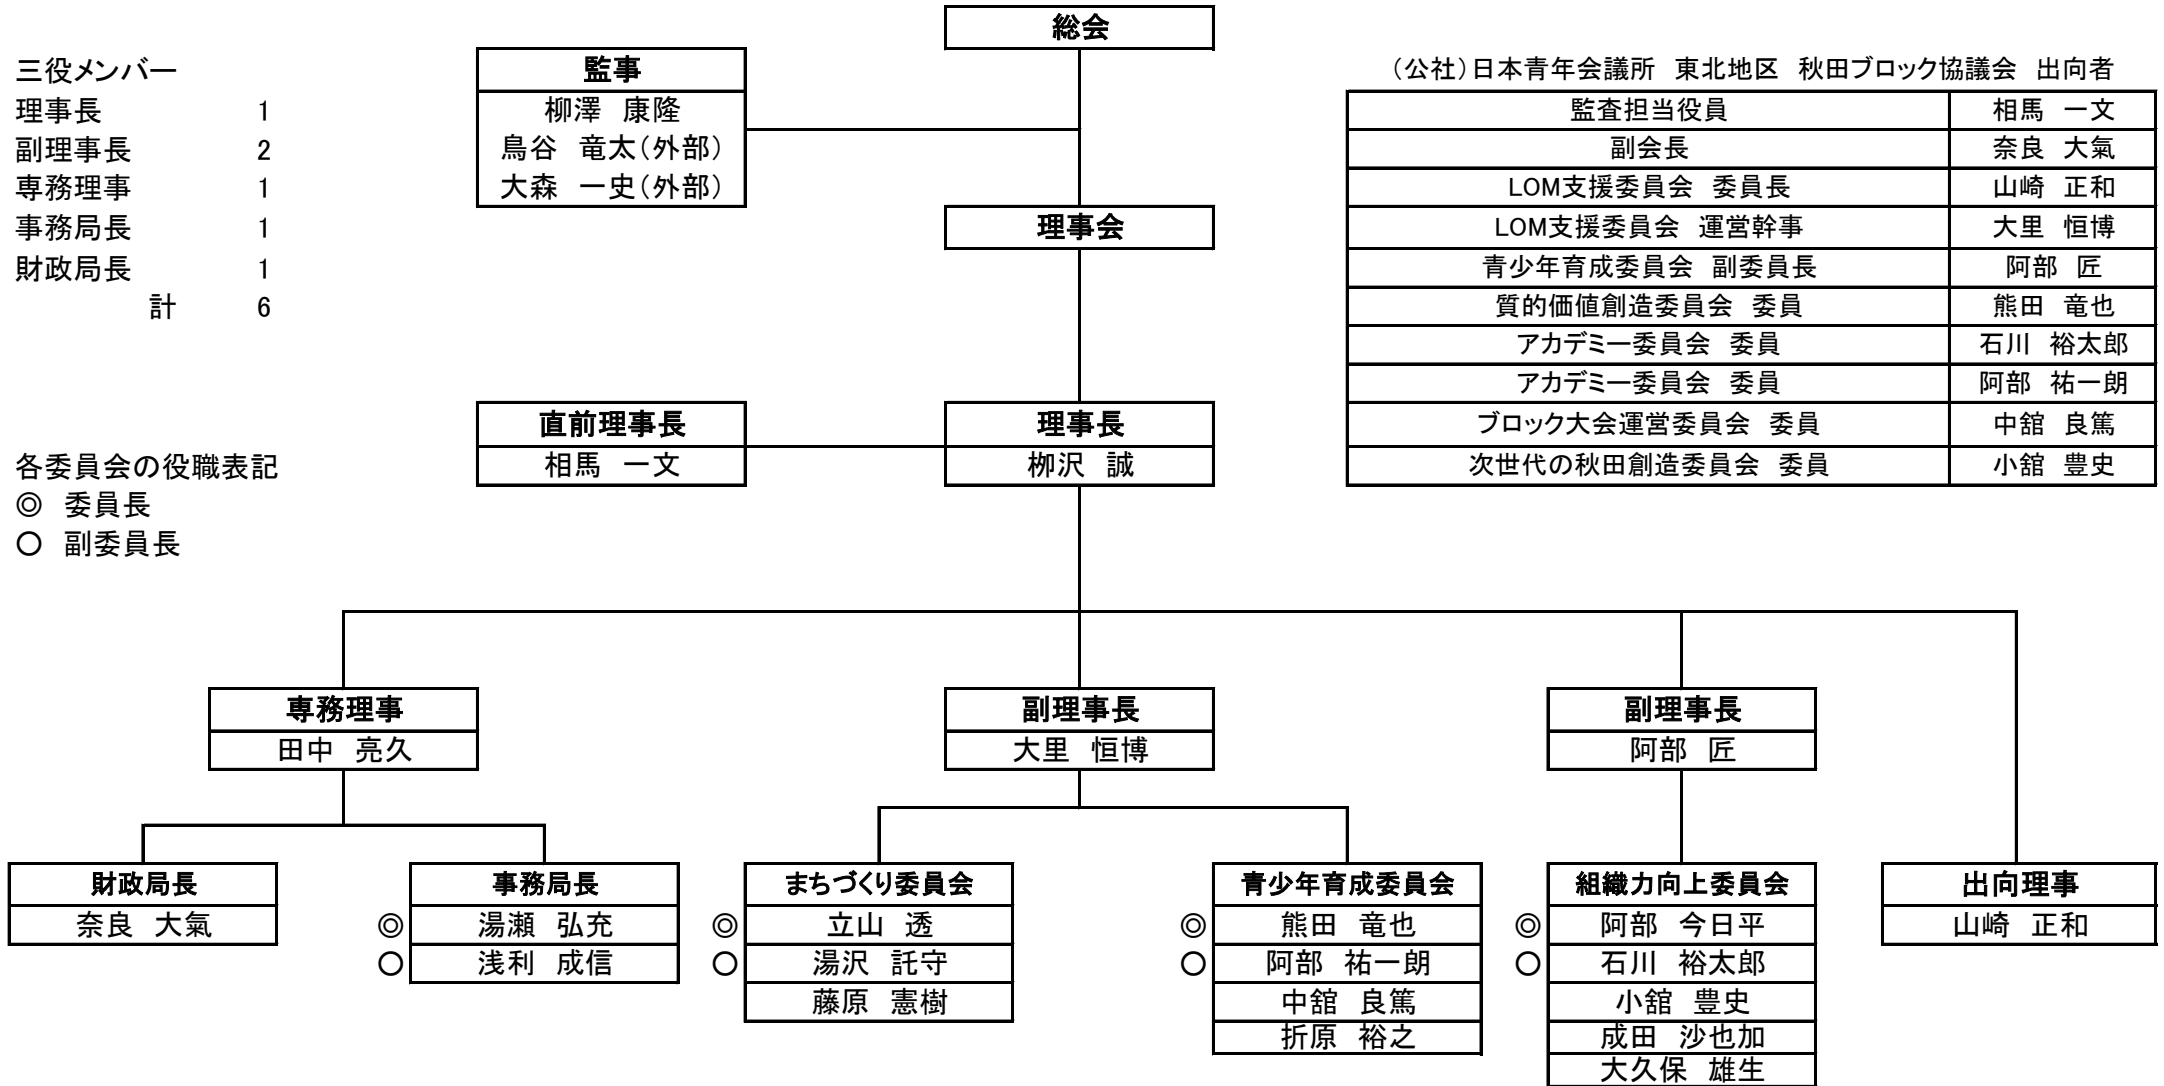 総会
三役メンバー
理事長 1
副理事長 2
専務理事 1
事務局長 1
財政局長 1
計 6
監事
柳澤 康隆
鳥谷 竜太(外部)
大森 一史(外部)
理事会
(公社)日本青年会議所 東北地区 秋田ブロック協議会 出向者
監査担当役員 相馬 一文
副会長 奈良 大氣
LOM支援委員会 委員長 山崎 正和
LOM支援委員会 運営幹事 大里 恒博
青少年育成委員会 副委員長 阿部 匠
質的価値創造委員会 委員 熊田 竜也
アカデミー委員会 委員 石川 裕太郎
アカデミー委員会 委員 阿部 祐一朗
ブロック大会運営委員会 委員 中舘 良篤
次世代の秋田創造委員会 委員 小舘 豊史
直前理事長
相馬 一文
理事長
栁沢 誠
各委員会の役職表記
◎ 委員長
○ 副委員長
専務理事
田中 亮久
副理事長
大里 恒博
副理事長
阿部 匠
財政局長
奈良 大氣
事務局長
◎ 湯瀬 弘充
○ 浅利 成信
まちづくり委員会
◎ 立山 透
○ 湯沢 託守
藤原 憲樹
青少年育成委員会
◎ 熊田 竜也
○ 阿部 祐一朗
中舘 良篤
折原 裕之
組織力向上委員会
◎ 阿部 今日平
○ 石川 裕太郎
小舘 豊史
成田 沙也加
大久保 雄生
出向理事
山崎 正和